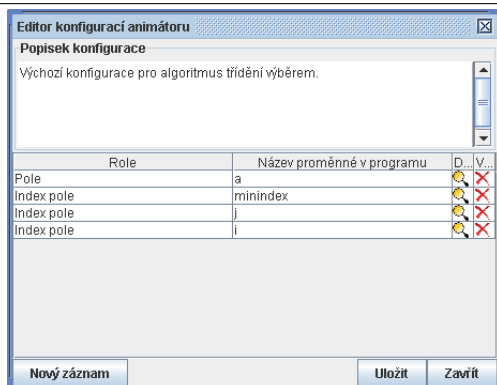 Editor konfigurací animátoru
Popisek konfigurace
Výchozí konfigurace pro algoritmus třídění výběrem.
Role Název proměnné v programu D... V...
Pole a
Index pole minindex
Index pole j
Index pole i
Nový záznam Uložit Zavřít